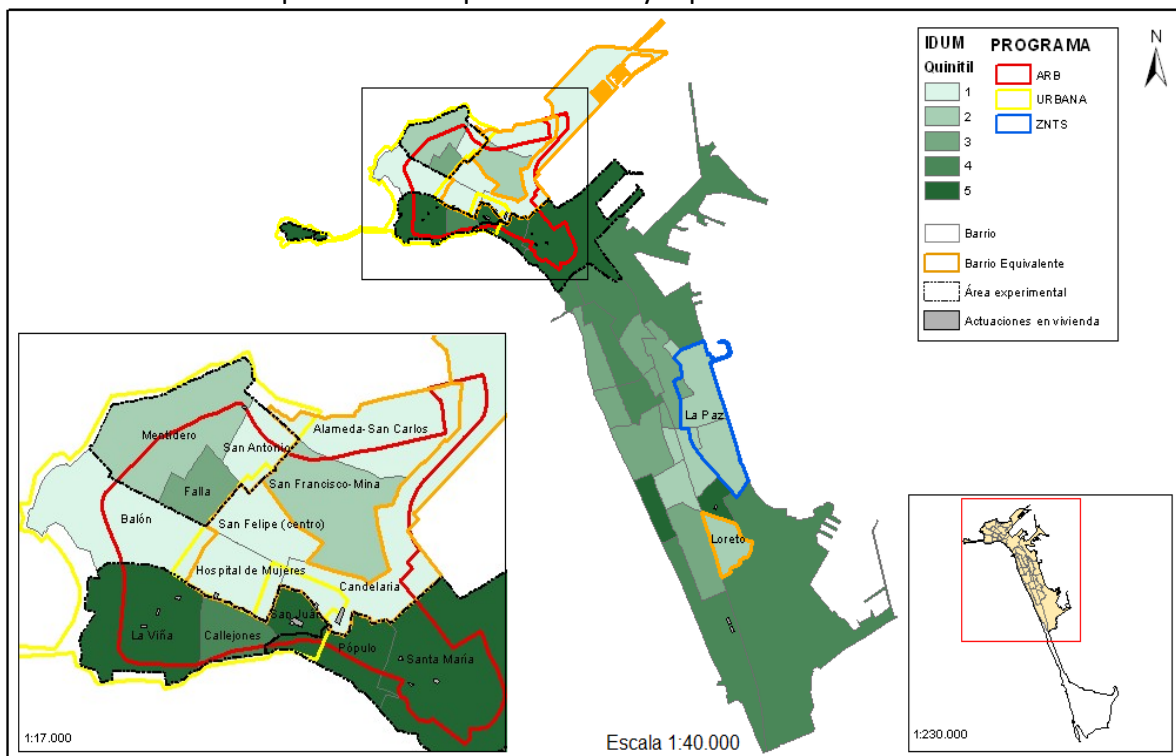 IDUM
Quinitil
1
2
3
4
5
PROGRAMA
ARB
URBANA
ZNTS
Barrio
Barrio Equivalente
Área experimental
Actuaciones en vivienda
N
La Paz
Loreto
Mentidero
San Antonio
Alameda-San Carlos
Falla
San Francisco-Mina
Balón
San Felipe (centro)
Hospital de Mujeres
Candelaria
San Juan
La Viña
Callejones
Pópulo
Santa María
1:17.000
Escala 1:40.000
1:230.000